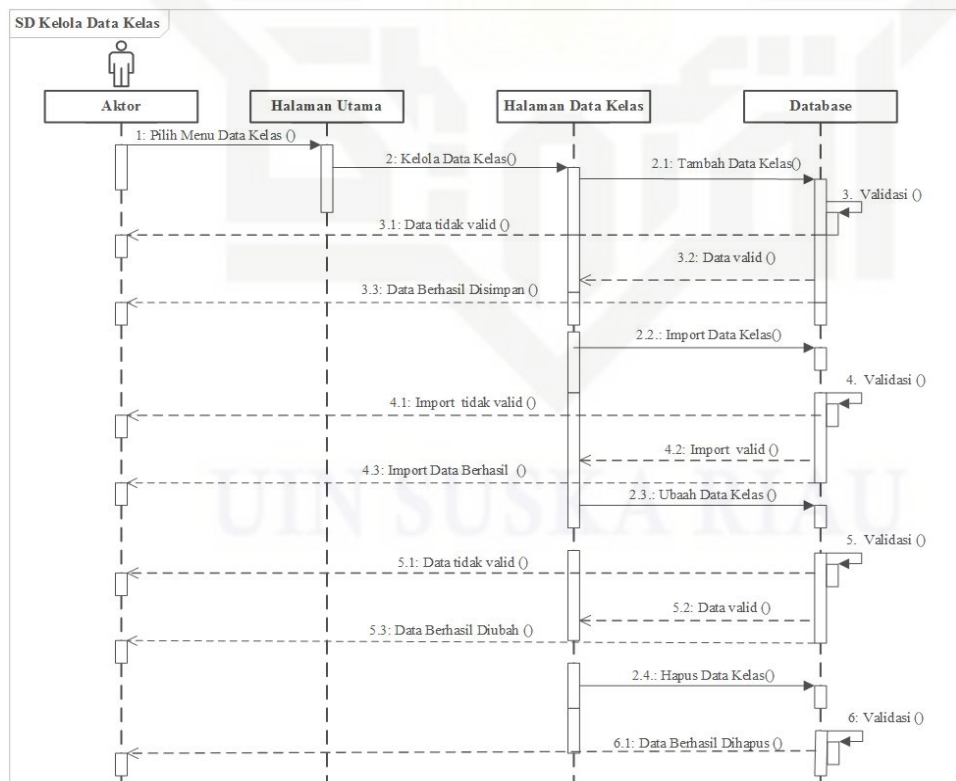 SD Kelola Data Kelas
Aktor
Halaman Utama
Halaman Data Kelas
Database
1: Pilih Menu Data Kelas ()
2: Kelola Data Kelas()
2.1: Tambah Data Kelas()
3. Validasi ()
3.1: Data tidak valid ()
3.2: Data valid ()
3.3: Data Berhasil Disimpan ()
2.2.: Import Data Kelas()
4. Validasi ()
4.1: Import tidak valid ()
4.2: Import valid ()
4.3: Import Data Berhasil ()
UIN SUSKA RIAU
2.3.: Ubaah Data Kelas ()
5. Validasi ()
5.1: Data tidak valid ()
5.2: Data valid ()
5.3: Data Berhasil Diubah ()
2.4.: Hapus Data Kelas()
6: Validasi ()
6.1: Data Berhasil Dihapus ()